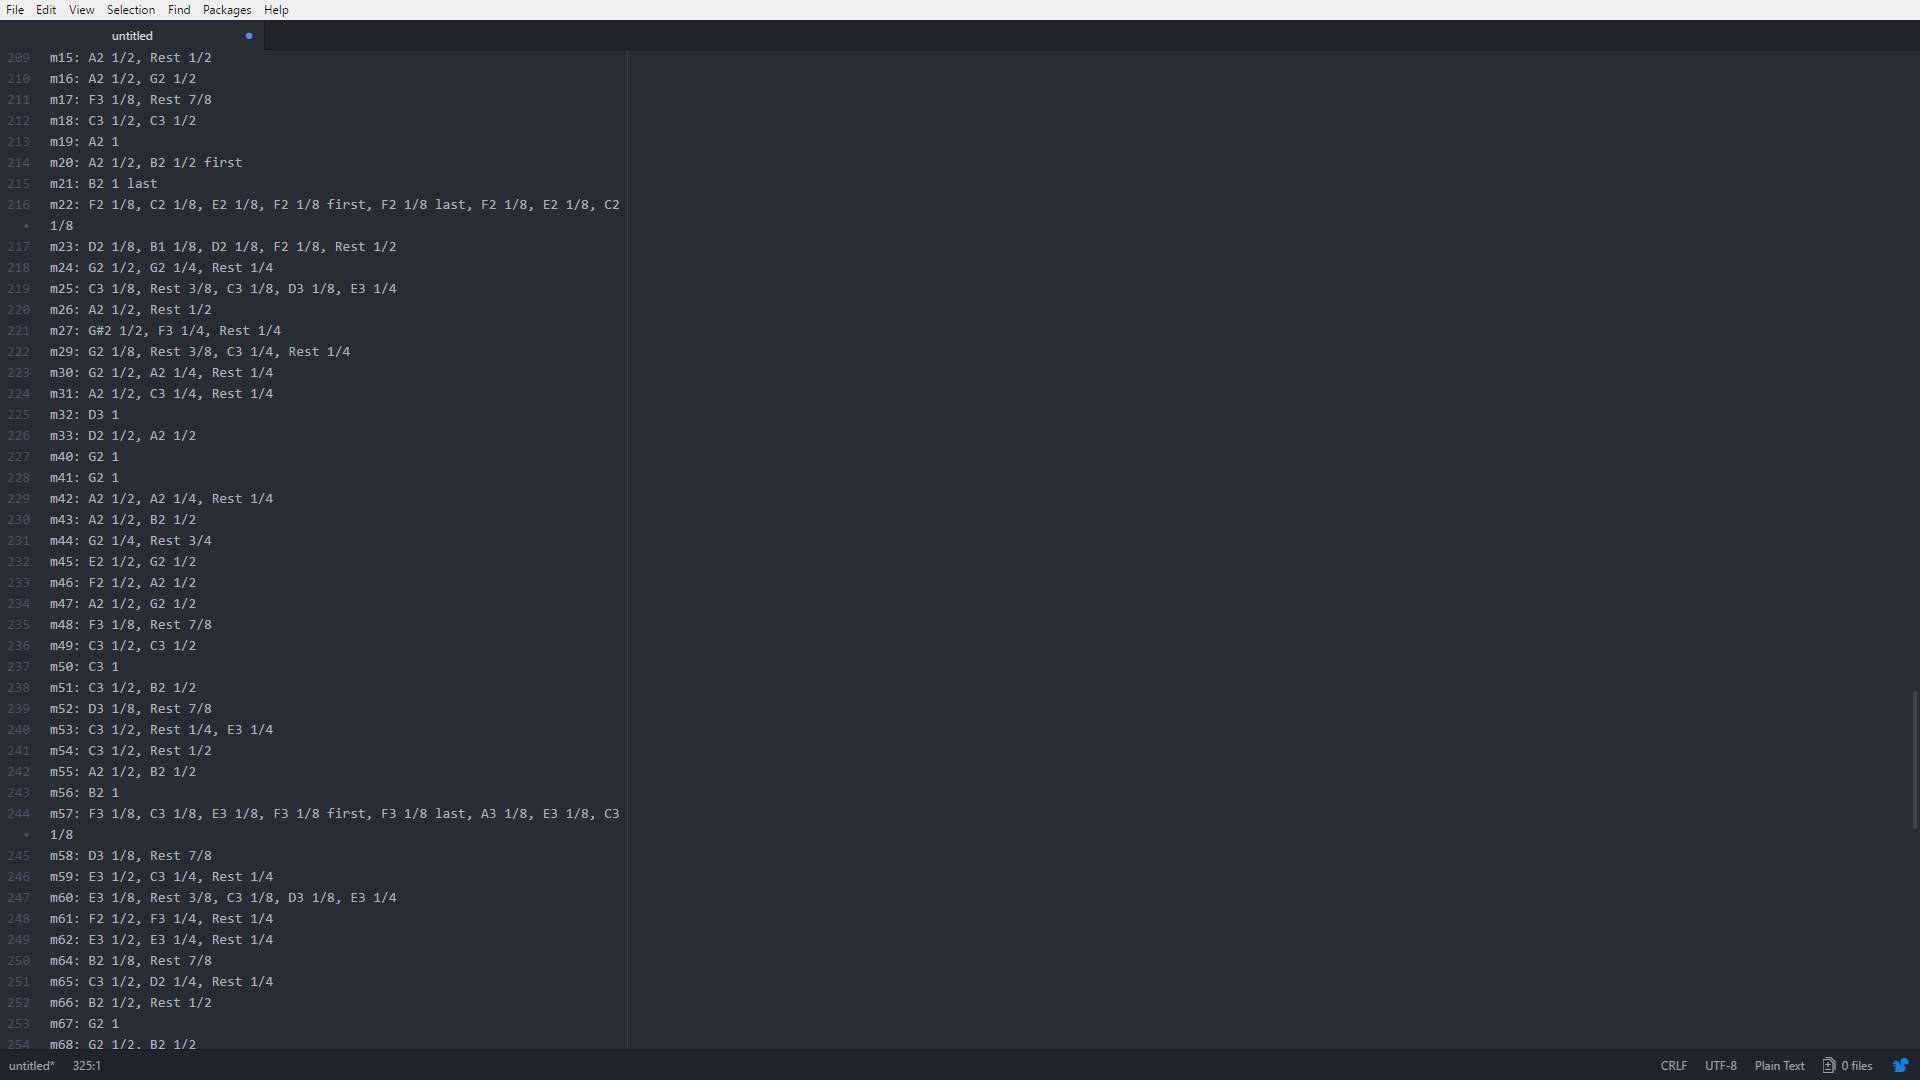 File Edit View Selection Find Packages Help
untitled
209 m15: A2 1/2, Rest 1/2
210 m16: A2 1/2, G2 1/2
211 m17: F3 1/8, Rest 7/8
212 m18: C3 1/2, C3 1/2
213 m19: A2 1
214 m20: A2 1/2, B2 1/2 first
215 m21: B2 1 last
216 m22: F2 1/8, C2 1/8, E2 1/8, F2 1/8 first, F2 1/8 last, F2 1/8, E2 1/8, C2
• 1/8
217 m23: D2 1/8, B1 1/8, D2 1/8, F2 1/8, Rest 1/2
218 m24: G2 1/2, G2 1/4, Rest 1/4
219 m25: C3 1/8, Rest 3/8, C3 1/8, D3 1/8, E3 1/4
220 m26: A2 1/2, Rest 1/2
221 m27: G#2 1/2, F3 1/4, Rest 1/4
222 m29: G2 1/8, Rest 3/8, C3 1/4, Rest 1/4
223 m30: G2 1/2, A2 1/4, Rest 1/4
224 m31: A2 1/2, C3 1/4, Rest 1/4
225 m32: D3 1
226 m33: D2 1/2, A2 1/2
227 m40: G2 1
228 m41: G2 1
229 m42: A2 1/2, A2 1/4, Rest 1/4
230 m43: A2 1/2, B2 1/2
231 m44: G2 1/4, Rest 3/4
232 m45: E2 1/2, G2 1/2
233 m46: F2 1/2, A2 1/2
234 m47: A2 1/2, G2 1/2
235 m48: F3 1/8, Rest 7/8
236 m49: C3 1/2, C3 1/2
237 m50: C3 1
238 m51: C3 1/2, B2 1/2
239 m52: D3 1/8, Rest 7/8
240 m53: C3 1/2, Rest 1/4, E3 1/4
241 m54: C3 1/2, Rest 1/2
242 m55: A2 1/2, B2 1/2
243 m56: B2 1
244 m57: F3 1/8, C3 1/8, E3 1/8, F3 1/8 first, F3 1/8 last, A3 1/8, E3 1/8, C3
• 1/8
245 m58: D3 1/8, Rest 7/8
246 m59: E3 1/2, C3 1/4, Rest 1/4
247 m60: E3 1/8, Rest 3/8, C3 1/8, D3 1/8, E3 1/4
248 m61: F2 1/2, F3 1/4, Rest 1/4
249 m62: E3 1/2, E3 1/4, Rest 1/4
250 m64: B2 1/8, Rest 7/8
251 m65: C3 1/2, D2 1/4, Rest 1/4
252 m66: B2 1/2, Rest 1/2
253 m67: G2 1
254 m68: G2 1/2, B2 1/2
untitled* 325:1 CRLF UTF-8 Plain Text 0 files